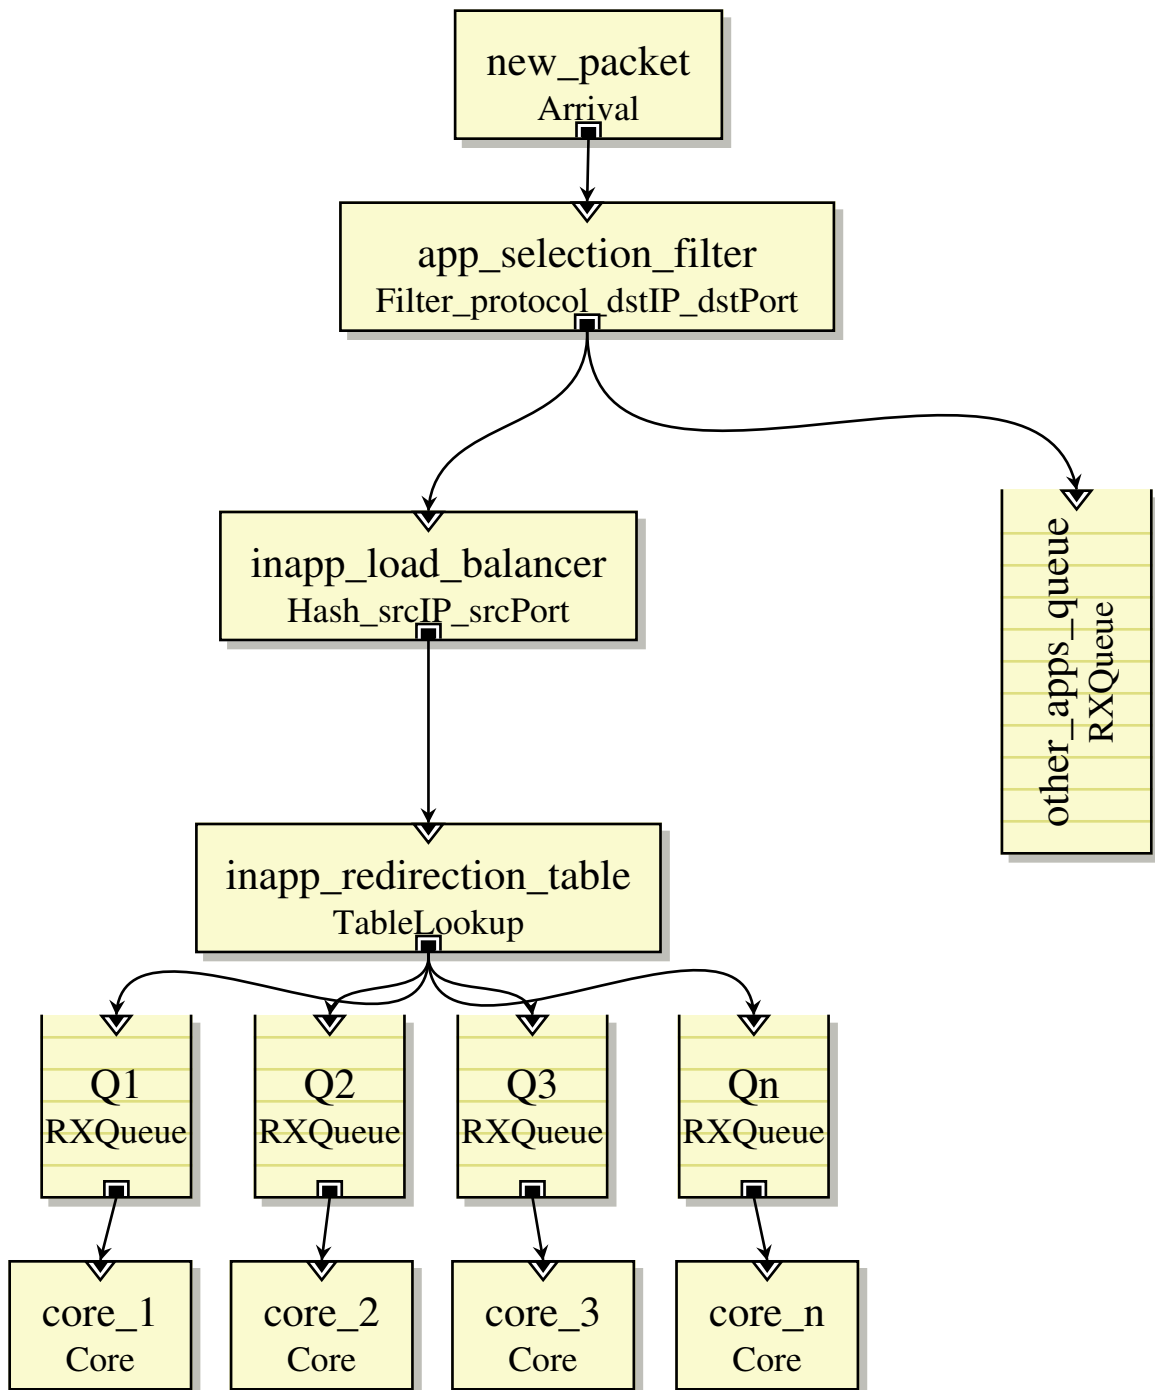 new_packet
Arrival
app_selection_filter
Filter_protocol_dstIP_dstPort
inapp_load_balancer
Hash_srcIP_srcPort
other_apps_queue
RXQueue
inapp_redirection_table
TableLookup
Q1
RXQueue
Q2
RXQueue
Q3
RXQueue
Qn
RXQueue
core_1
Core
core_2
Core
core_3
Core
core_n
Core